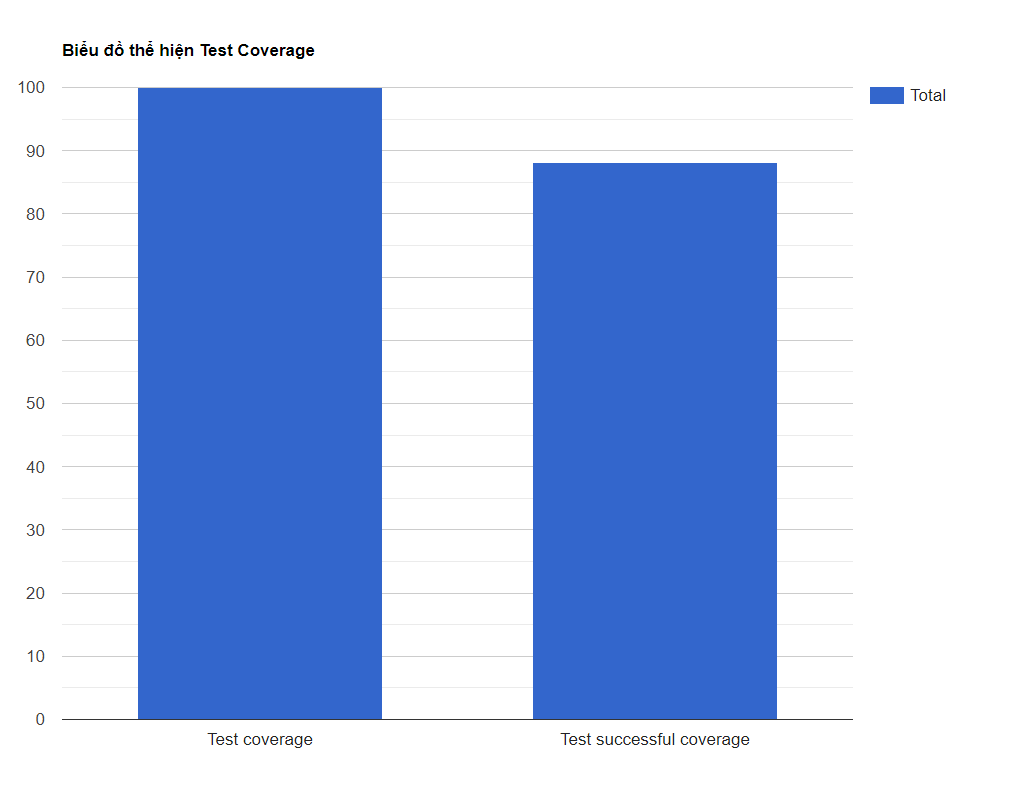 Biểu đồ thể hiện Test Coverage
Total
100
90
80
70
60
50
40
30
20
10
0
Test coverage
Test successful coverage